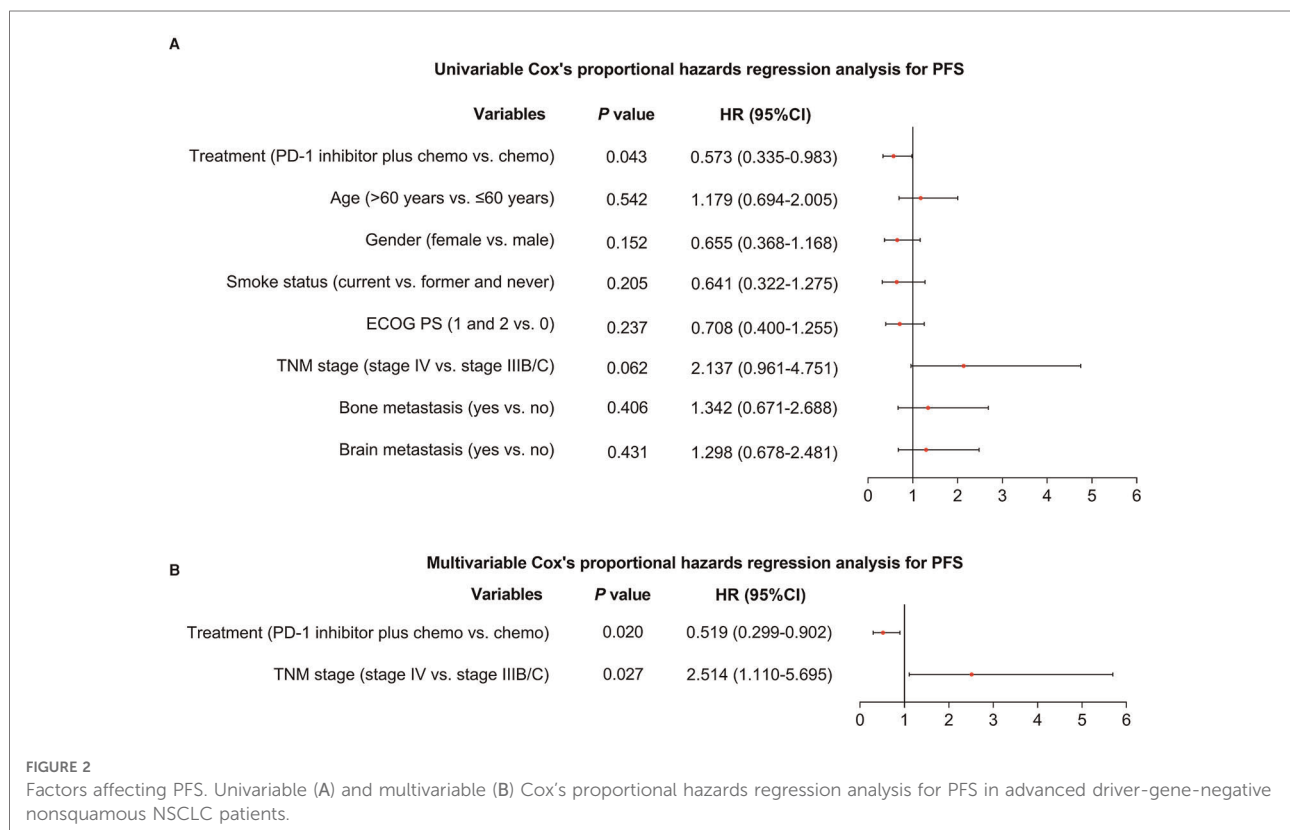 A
Univariable Cox's proportional hazards regression analysis for PFS
Variables P value HR (95%CI)
Treatment (PD-1 inhibitor plus chemo vs. chemo) 0.043 0.573 (0.335-0.983)
Age (>60 years vs. ≤60 years) 0.542 1.179 (0.694-2.005)
Gender (female vs. male) 0.152 0.655 (0.368-1.168)
Smoke status (current vs. former and never) 0.205 0.641 (0.322-1.275)
ECOG PS (1 and 2 vs. 0) 0.237 0.708 (0.400-1.255)
TNM stage (stage IV vs. stage IIIB/C) 0.062 2.137 (0.961-4.751)
Bone metastasis (yes vs. no) 0.406 1.342 (0.671-2.688)
Brain metastasis (yes vs. no) 0.431 1.298 (0.678-2.481)
0 1 2 3 4 5 6
B
Multivariable Cox's proportional hazards regression analysis for PFS
Variables P value HR (95%CI)
Treatment (PD-1 inhibitor plus chemo vs. chemo) 0.020 0.519 (0.299-0.902)
TNM stage (stage IV vs. stage IIIB/C) 0.027 2.514 (1.110-5.695)
0 1 2 3 4 5 6
FIGURE 2
Factors affecting PFS. Univariable (A) and multivariable (B) Cox's proportional hazards regression analysis for PFS in advanced driver-gene-negative
nonsquamous NSCLC patients.